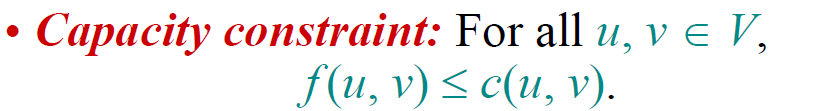 • Capacity constraint: For all u, v ∈ V,
f(u, v) ≤ c(u, v).